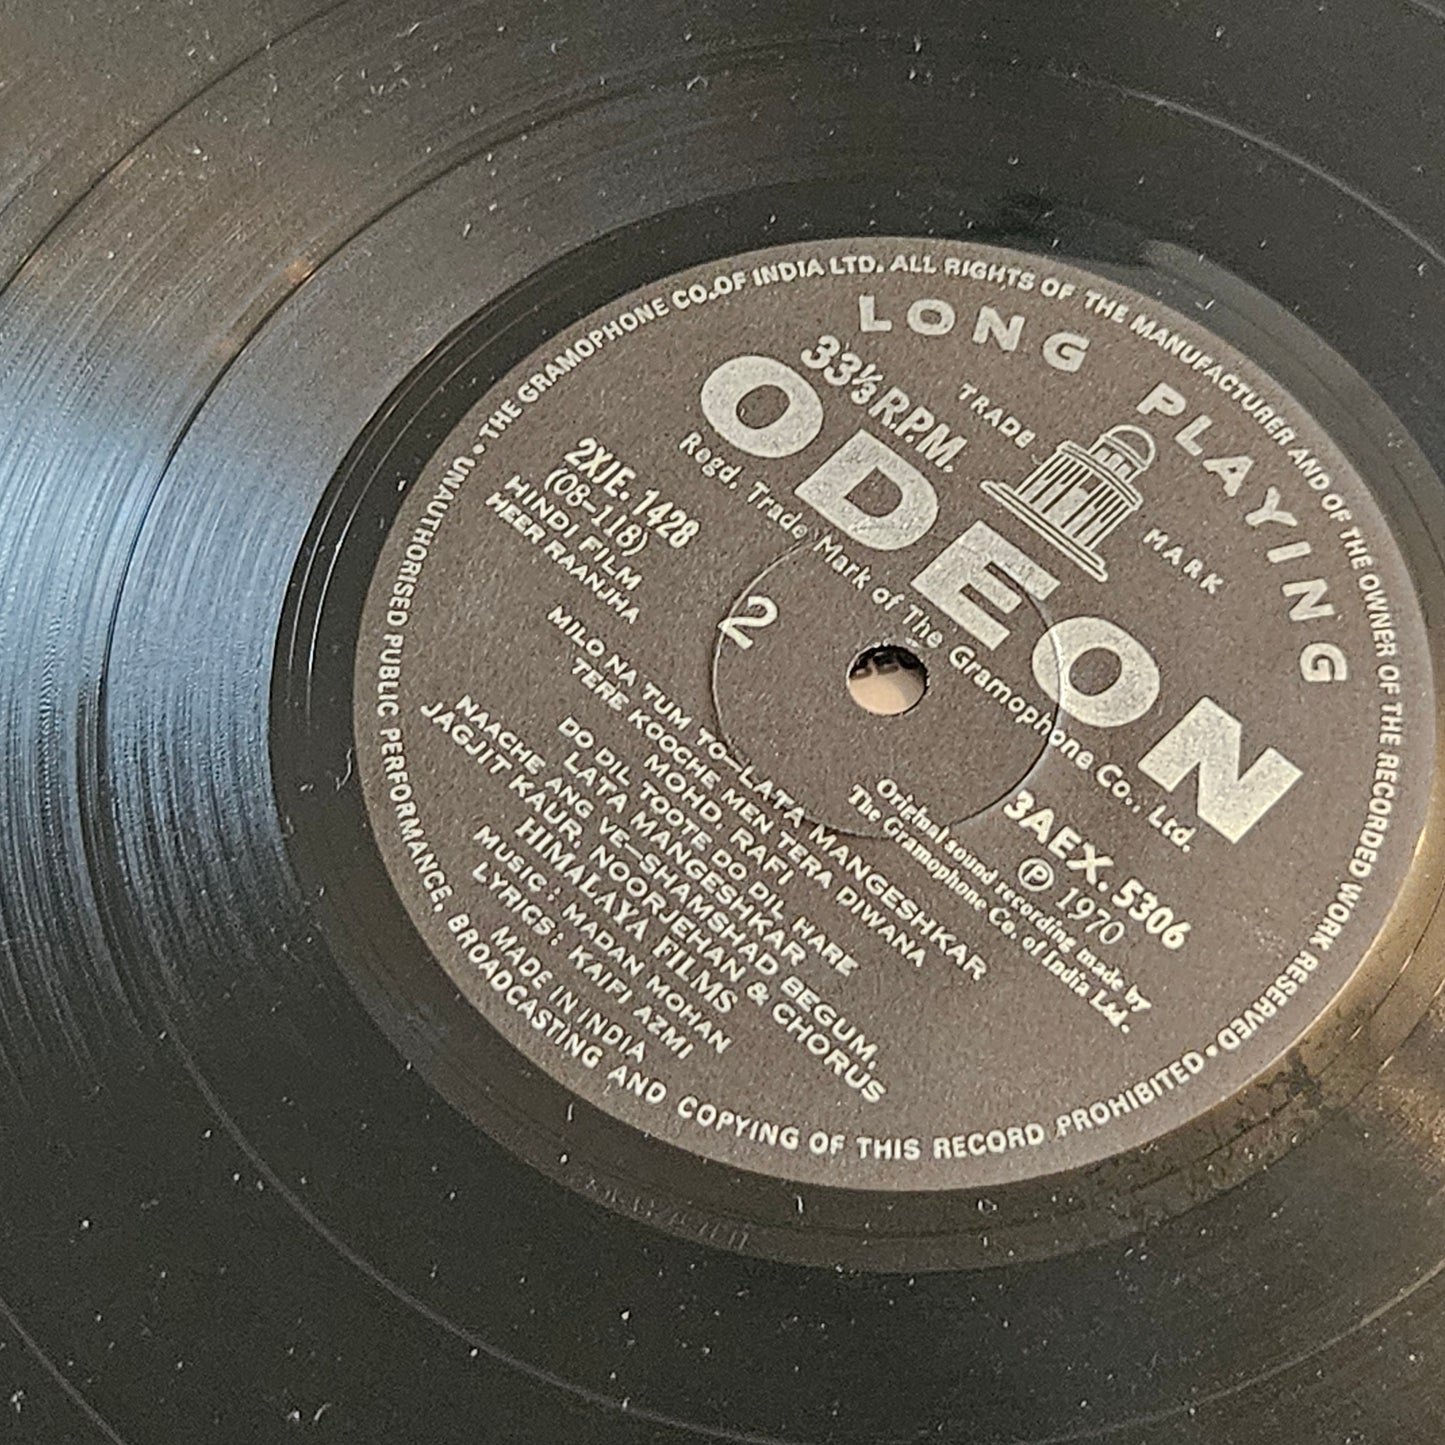 THE GRAMOPHONE CO. OF INDIA LTD. ALL RIGHTS OF THE MANUFACTURER AND OF THE OWNER OF THE RECORDED WORK RESERVED • UNAUTHORISED PUBLIC PERFORMANCE, BROADCASTING AND COPYING OF THIS RECORD PROHIBITED •
LONG PLAYING
33⅓ R.P.M.
TRADE MARK
ODEON
Regd. Trade Mark of The Gramophone Co., Ltd.
2XJE. 1428
(08-118)
HINDI FILM
HEER RAANJHA
2
3AEX. 5306
Ⓟ 1970
Original sound recording made by
The Gramophone Co. of India Ltd.
MILO NA TUM TO—LATA MANGESHKAR
TERE KOOCHE MEN TERA DIWANA
MOHD. RAFI
DO DIL TOOTE DO DIL HARE
LATA MANGESHKAR
NAACHE ANG VE—SHAMSHAD BEGUM,
JAGJIT KAUR, NOORJEHAN & CHORUS
HIMALAYA FILMS
MUSIC: MADAN MOHAN
LYRICS: KAIFI AZMI
MADE IN INDIA